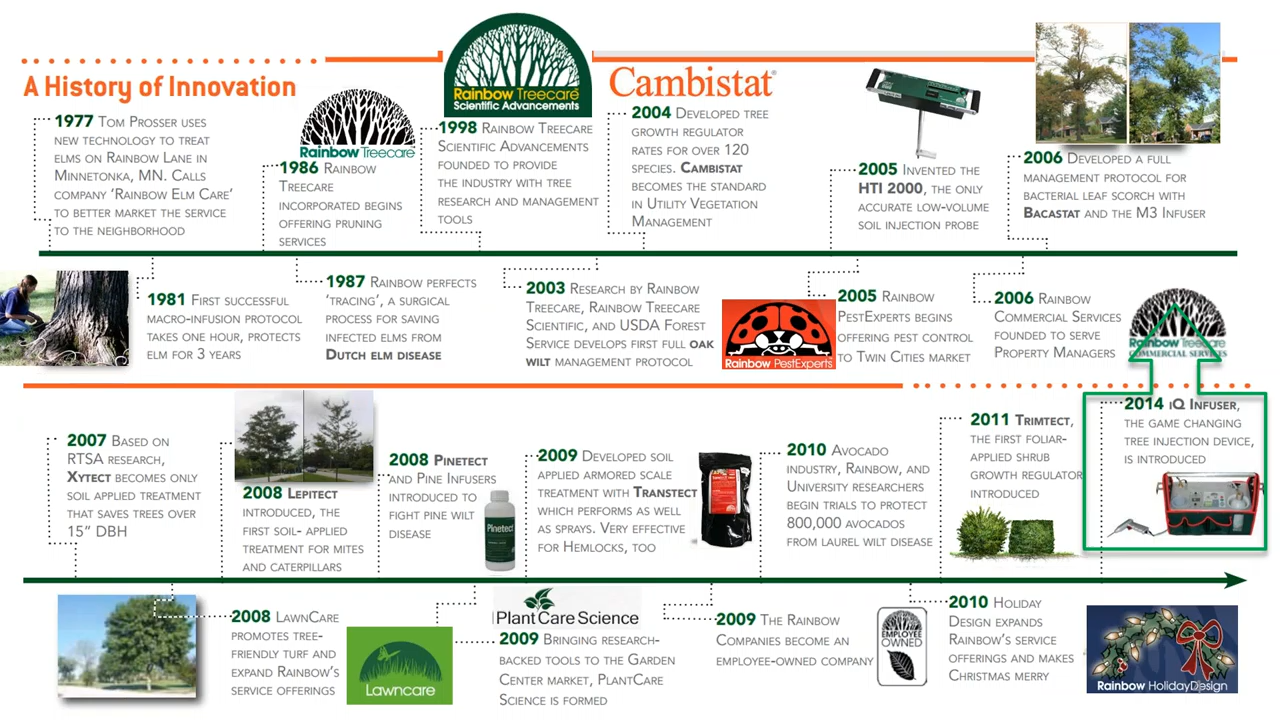 A History of Innovation
1977 Tom Prosser uses
new technology to treat
elms on Rainbow Lane in
Minnetonka, MN. Calls
company ‘Rainbow Elm Care’
to better market the service
to the neighborhood
Rainbow Treecare
1986 Rainbow
Treecare
incorporated begins
offering pruning
services
Rainbow Treecare
Scientific Advancements
1998 Rainbow Treecare
Scientific Advancements
founded to provide
the industry with tree
research and management
tools
Cambistat®
2004 Developed tree
growth regulator
rates for over 120
species. Cambistat
becomes the standard
in Utility Vegetation
Management
2005 Invented the
HTI 2000, the only
accurate low-volume
soil injection probe
2006 Developed a full
management protocol for
bacterial leaf scorch with
Bacastat and the M3 Infuser
1981 First successful
macro-infusion protocol
takes one hour, protects
elm for 3 years
1987 Rainbow perfects
‘tracing’, a surgical
process for saving
infected elms from
Dutch elm disease
2003 Research by Rainbow
Treecare, Rainbow Treecare
Scientific, and USDA Forest
Service develops first full oak
wilt management protocol
Rainbow PestExperts
2005 Rainbow
PestExperts begins
offering pest control
to Twin Cities market
2006 Rainbow
Commercial Services
founded to serve
Property Managers
Rainbow Treecare
Commercial Services
2007 Based on
RTSA research,
Xytect becomes only
soil applied treatment
that saves trees over
15” DBH
2008 Lepitect
introduced, the
first soil- applied
treatment for mites
and caterpillars
2008 Pinetect
and Pine Infusers
introduced to
fight pine wilt
disease
Pinetect
2009 Developed soil
applied armored scale
treatment with Transtect
which performs as well
as sprays. Very effective
for Hemlocks, too
2010 Avocado
industry, Rainbow, and
University researchers
begin trials to protect
800,000 avocados
from laurel wilt disease
2011 Trimtect,
the first foliar-
applied shrub
growth regulator
introduced
2014 iQ Infuser,
the game changing
tree injection device,
is introduced
2008 LawnCare
promotes tree-
friendly turf and
expand Rainbow’s
service offerings
Lawncare
PlantCare Science
2009 Bringing research-
backed tools to the Garden
Center market, PlantCare
Science is formed
2009 The Rainbow
Companies become an
employee-owned company
EMPLOYEE
OWNED
2010 Holiday
Design expands
Rainbow’s service
offerings and makes
Christmas merry
Rainbow HolidayDesign